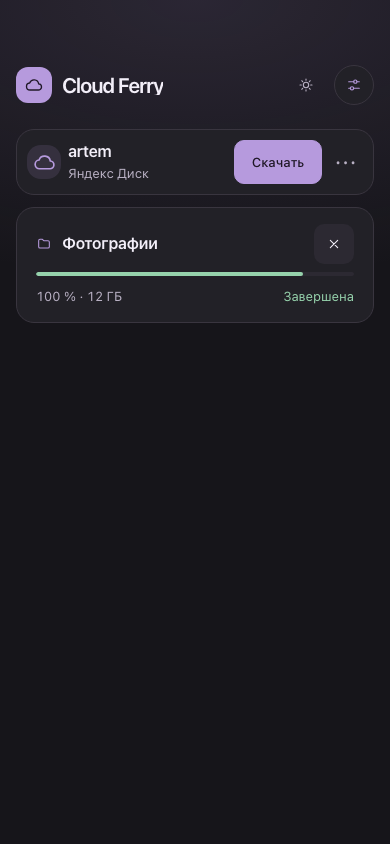 Cloud Ferry
artem
Яндекс Диск
Скачать
Фотографии
100 % · 12 ГБ
Завершена